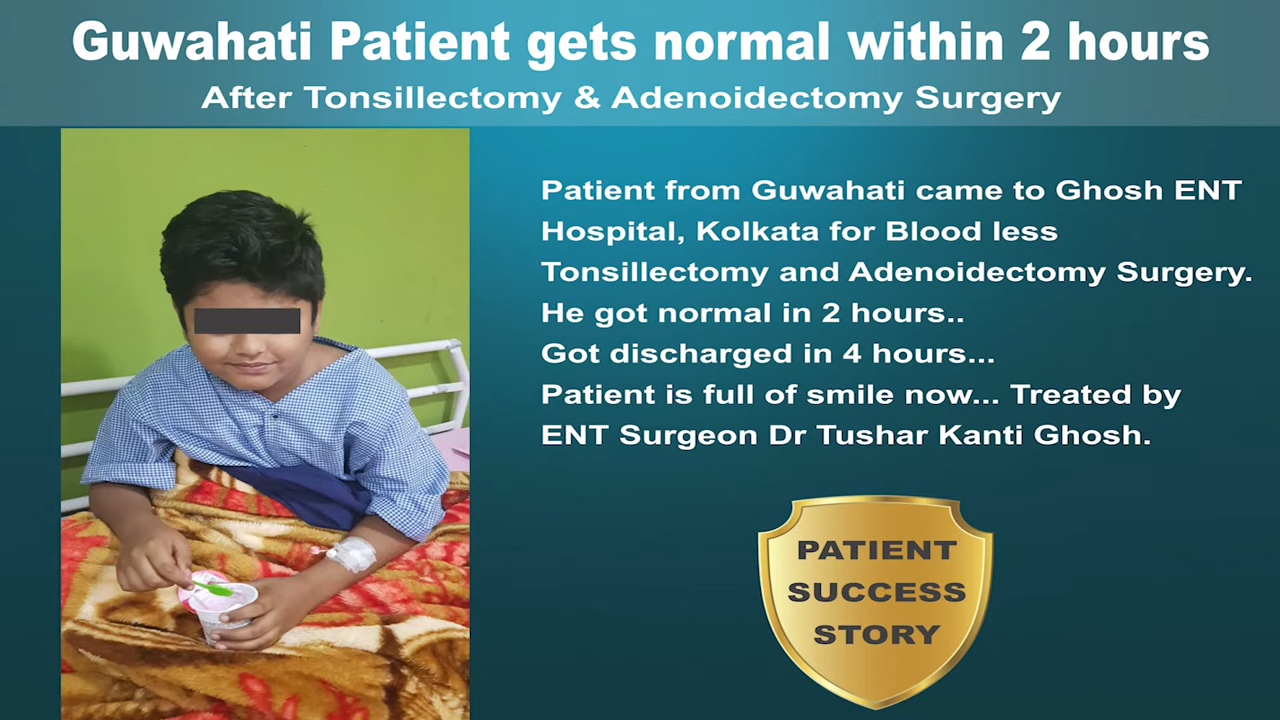 Guwahati Patient gets normal within 2 hours
After Tonsillectomy & Adenoidectomy Surgery
Patient from Guwahati came to Ghosh ENT
Hospital, Kolkata for Blood less
Tonsillectomy and Adenoidectomy Surgery.
He got normal in 2 hours..
Got discharged in 4 hours...
Patient is full of smile now... Treated by
ENT Surgeon Dr Tushar Kanti Ghosh.
PATIENT
SUCCESS
STORY